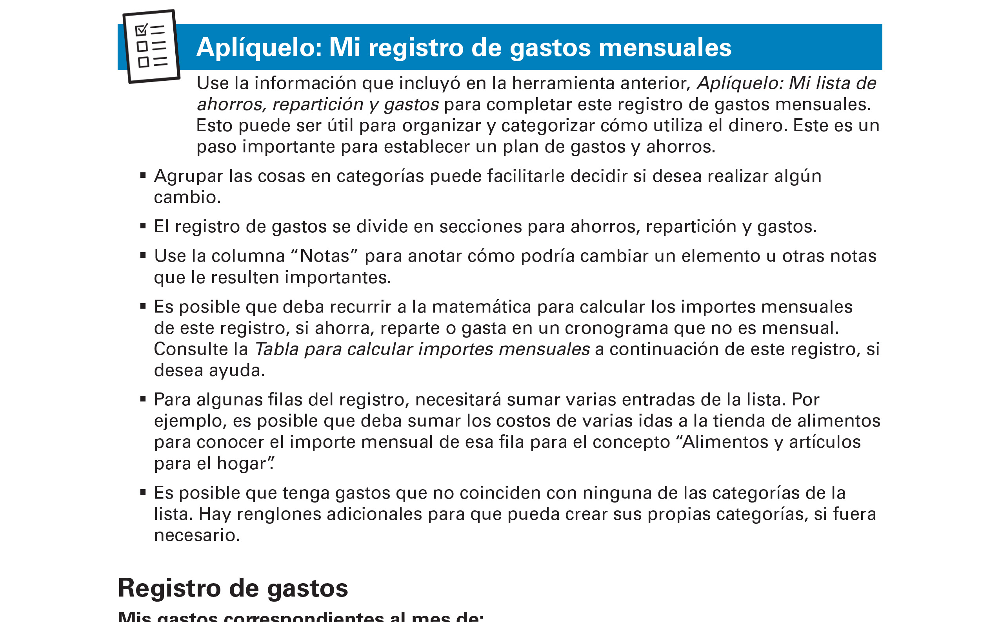 Aplíquelo: Mi registro de gastos mensuales
Use la información que incluyó en la herramienta anterior, Aplíquelo: Mi lista de
ahorros, repartición y gastos para completar este registro de gastos mensuales.
Esto puede ser útil para organizar y categorizar cómo utiliza el dinero. Este es un
paso importante para establecer un plan de gastos y ahorros.
▪ Agrupar las cosas en categorías puede facilitarle decidir si desea realizar algún
cambio.
▪ El registro de gastos se divide en secciones para ahorros, repartición y gastos.
▪ Use la columna “Notas” para anotar cómo podría cambiar un elemento u otras notas
que le resulten importantes.
▪ Es posible que deba recurrir a la matemática para calcular los importes mensuales
de este registro, si ahorra, reparte o gasta en un cronograma que no es mensual.
Consulte la Tabla para calcular importes mensuales a continuación de este registro, si
desea ayuda.
▪ Para algunas filas del registro, necesitará sumar varias entradas de la lista. Por
ejemplo, es posible que deba sumar los costos de varias idas a la tienda de alimentos
para conocer el importe mensual de esa fila para el concepto “Alimentos y artículos
para el hogar”.
▪ Es posible que tenga gastos que no coinciden con ninguna de las categorías de la
lista. Hay renglones adicionales para que pueda crear sus propias categorías, si fuera
necesario.
Registro de gastos
Mis gastos correspondientes al mes de: